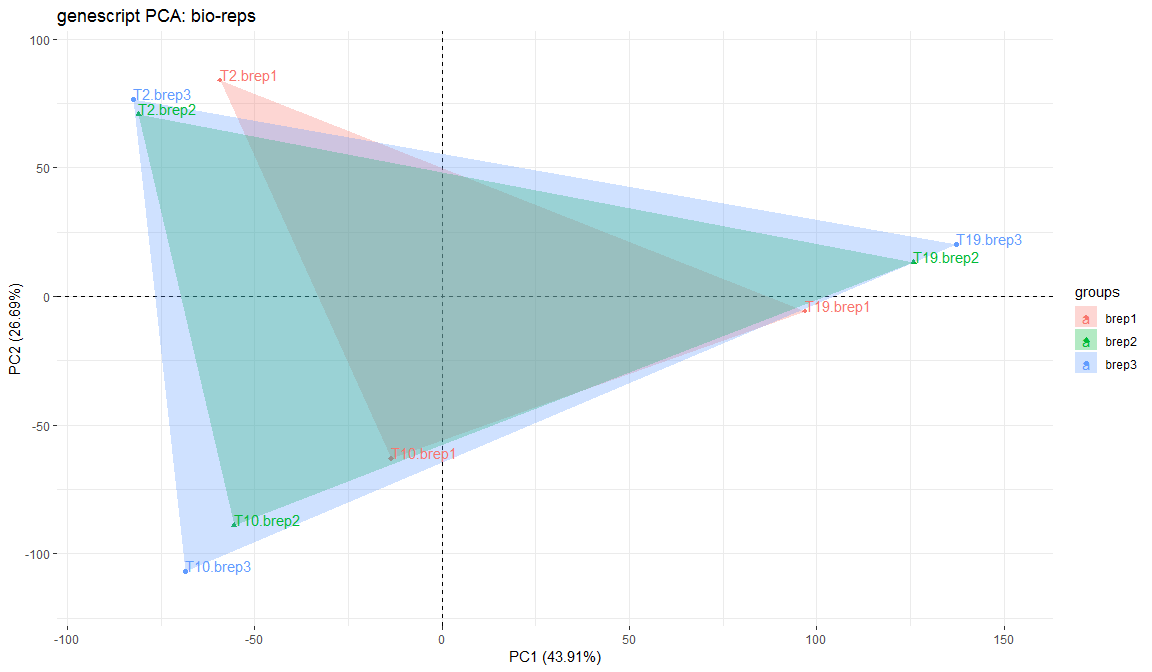 genescript PCA: bio-reps
100
50
0
-50
-100
PC2 (26.69%)
T2.brep1
T2.brep3
T2.brep2
T19.brep3
T19.brep2
T19.brep1
T10.brep1
T10.brep2
T10.brep3
-100
-50
0
50
100
150
PC1 (43.91%)
groups
a brep1
a brep2
a brep3